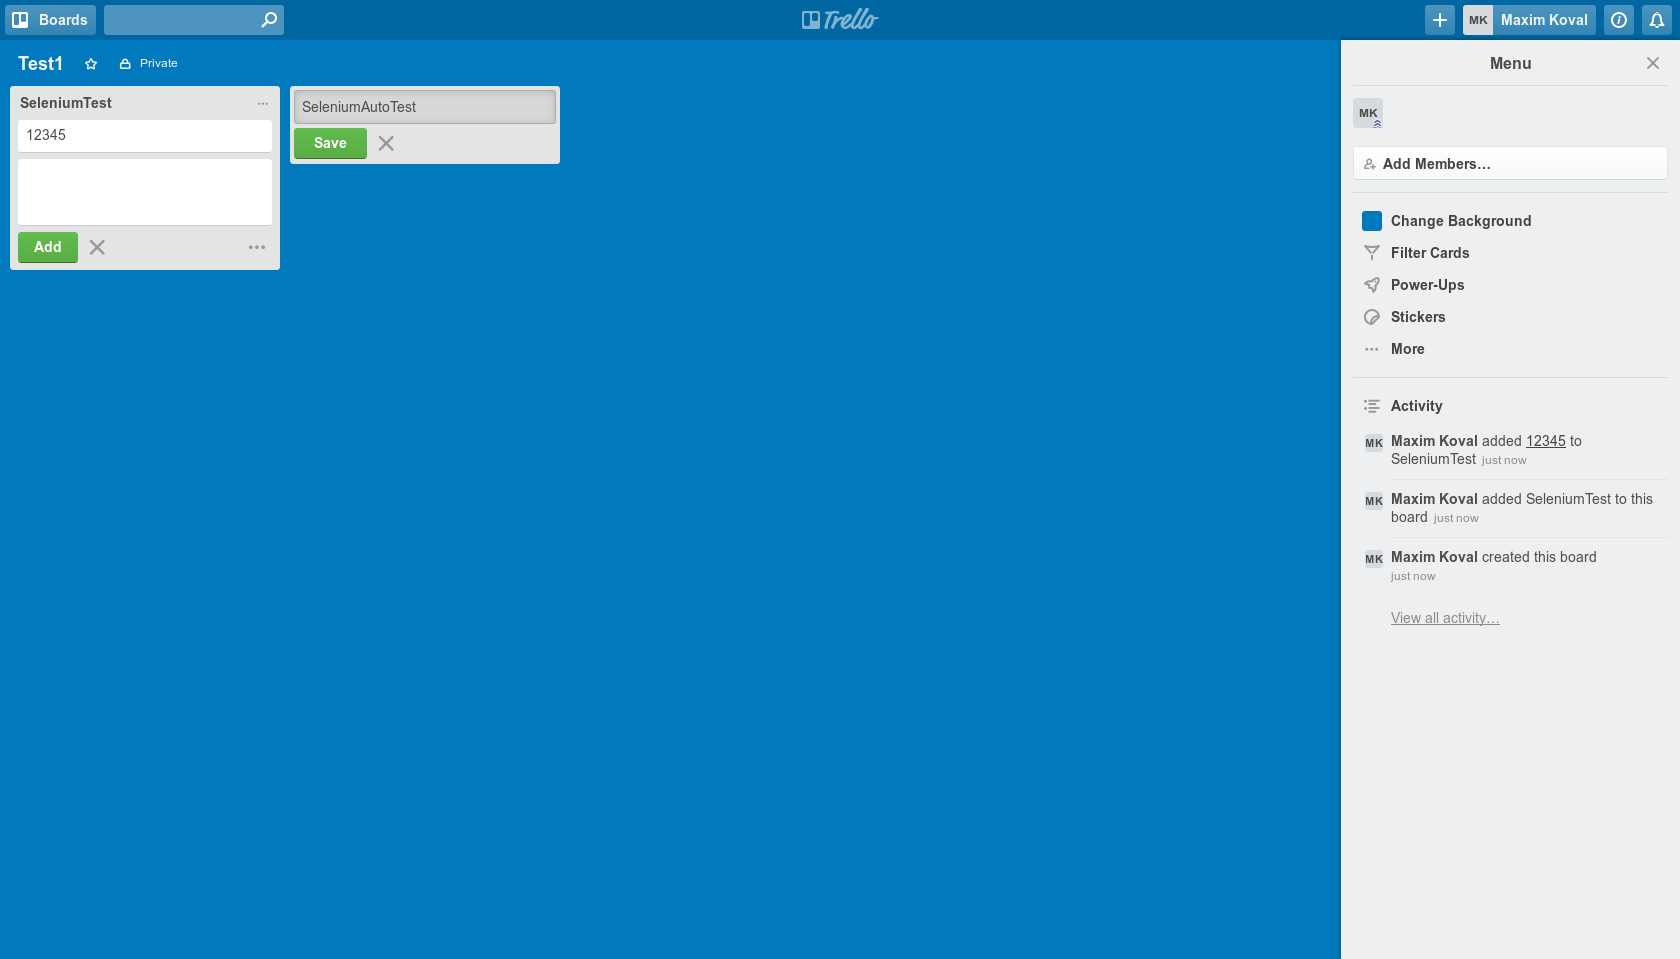 Boards
Trello
MK Maxim Koval
Test1
Private
SeleniumTest
12345
Add
SeleniumAutoTest
Save
Menu
MK
Add Members…
Change Background
Filter Cards
Power-Ups
Stickers
More
Activity
MK Maxim Koval added 12345 to
SeleniumTest just now
MK Maxim Koval added SeleniumTest to this
board just now
MK Maxim Koval created this board
just now
View all activity…